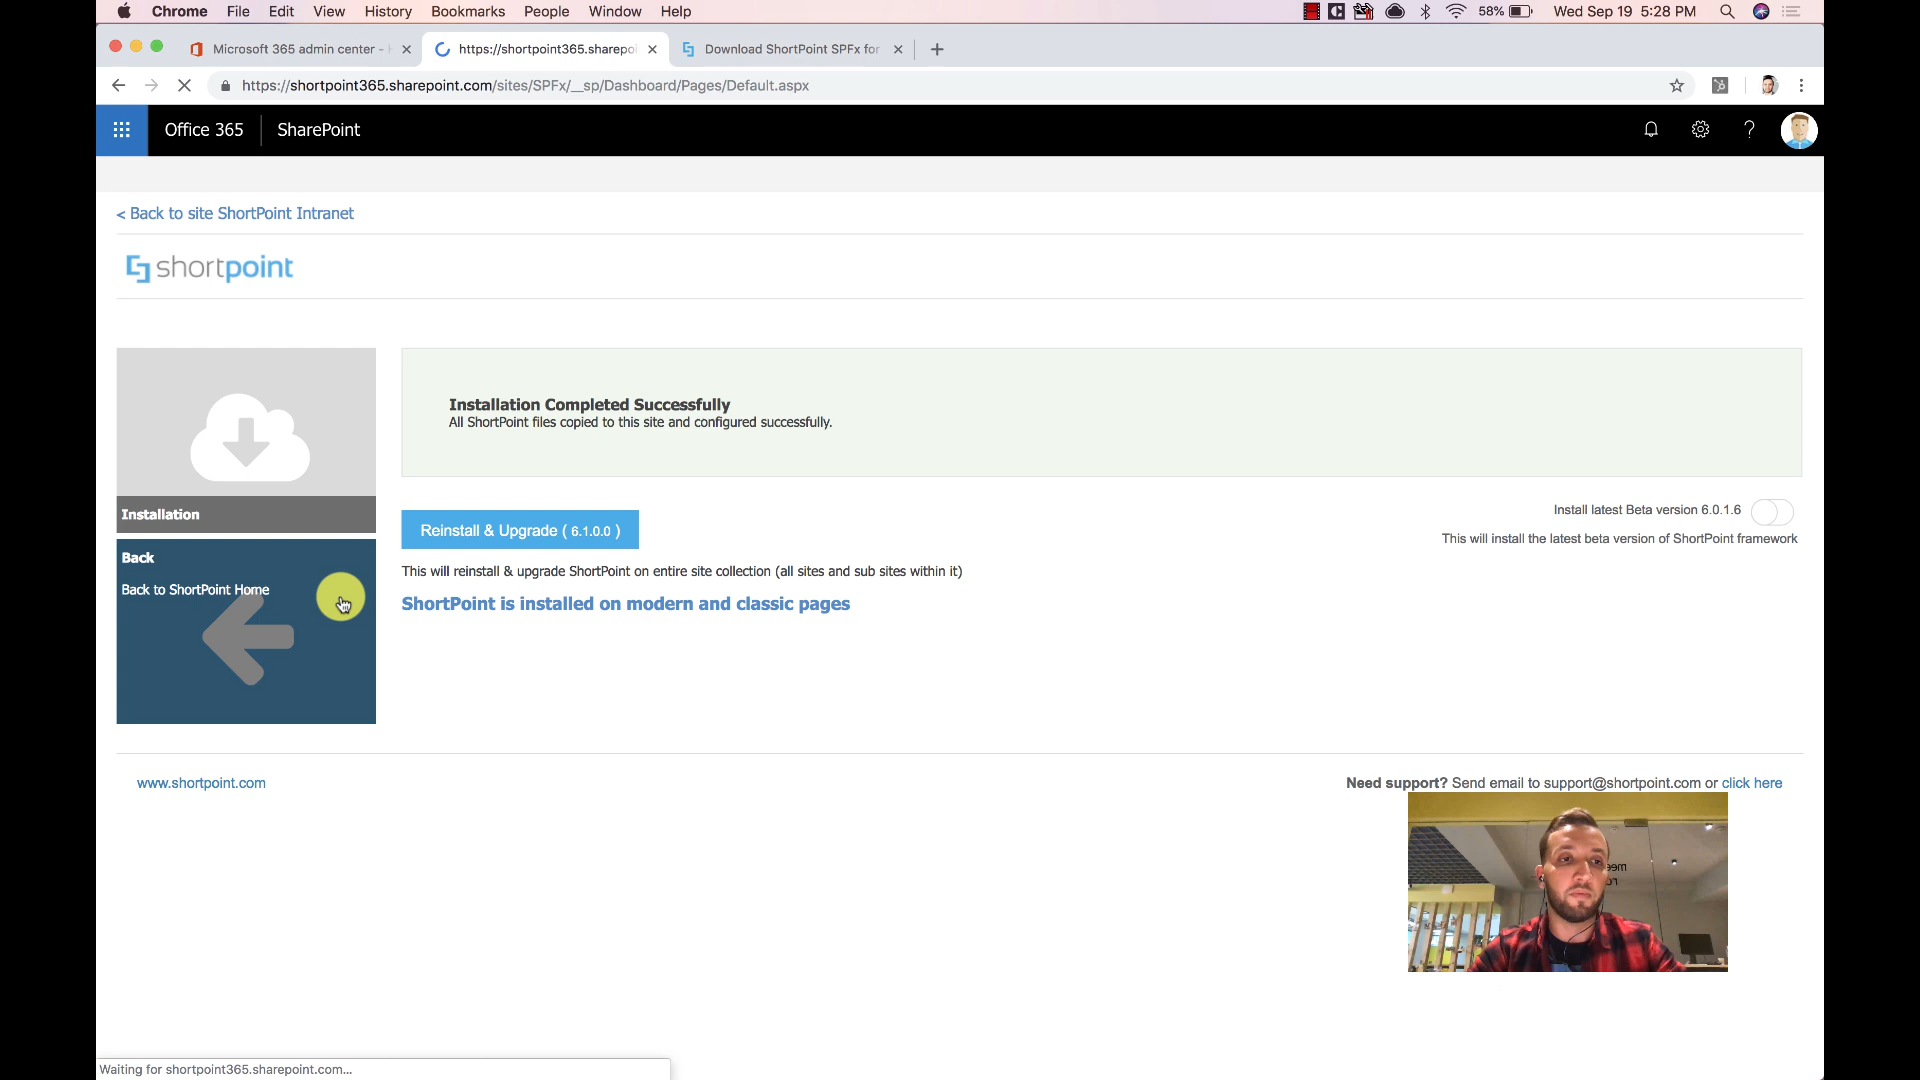 Chrome File Edit View History Bookmarks People Window Help
58% Wed Sep 19 5:28 PM
Microsoft 365 admin center -
https://shortpoint365.sharepoi
Download ShortPoint SPFx for
https://shortpoint365.sharepoint.com/sites/SPFx/__sp/Dashboard/Pages/Default.aspx
Office 365 SharePoint
?
< Back to site ShortPoint Intranet
shortpoint
Installation Completed Successfully
All ShortPoint files copied to this site and configured successfully.
Installation
Back
Back to ShortPoint Home
Reinstall & Upgrade ( 6.1.0.0 )
Install latest Beta version 6.0.1.6
This will install the latest beta version of ShortPoint framework
This will reinstall & upgrade ShortPoint on entire site collection (all sites and sub sites within it)
ShortPoint is installed on modern and classic pages
www.shortpoint.com
Need support? Send email to support@shortpoint.com or click here
Waiting for shortpoint365.sharepoint.com...